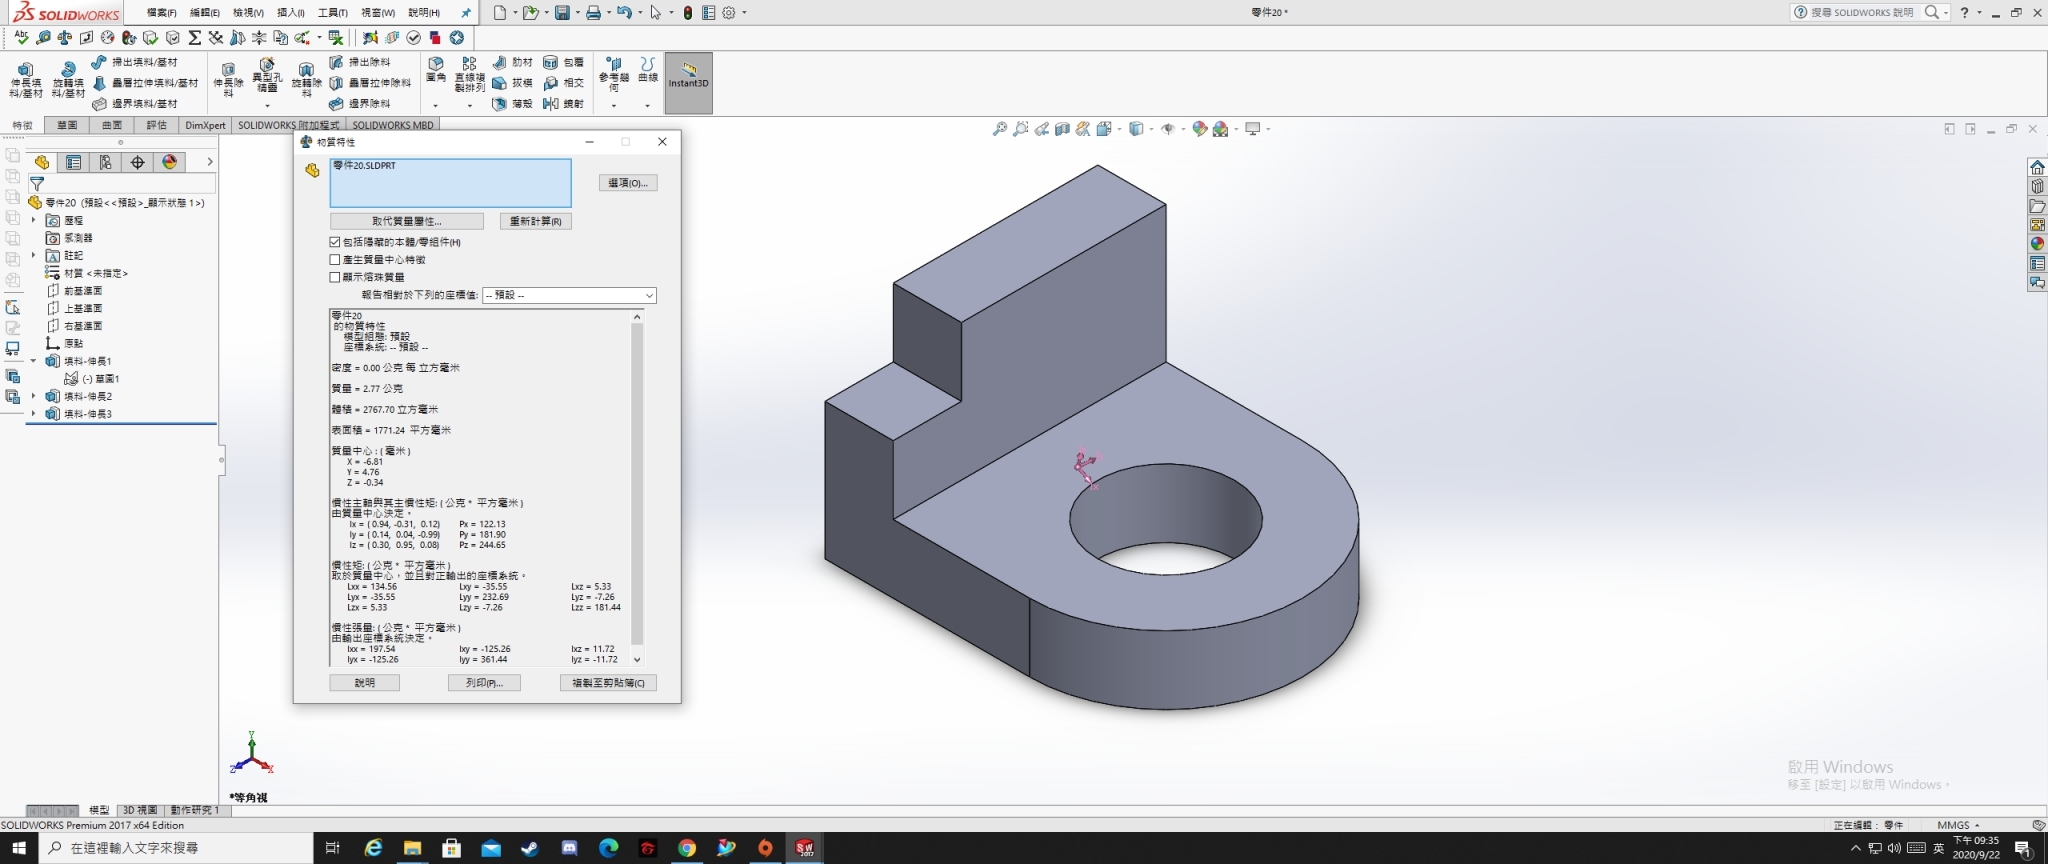 SOLIDWORKS 檔案(F) 編輯(E) 檢視(V) 插入(I) 工具(T) 視窗(W) 說明(H) 零件20 * 搜尋 SOLIDWORKS 說明
伸長填料/基材 旋轉填料/基材 掃出填料/基材 疊層拉伸填料/基材 邊界填料/基材 伸長除料 異型孔精靈 旋轉除料 掃出除料 疊層拉伸除料 邊界除料 圓角 直線複製排列 肋材 拔模 薄殼 包覆 相交 鏡射 參考幾何 曲線 Instant3D
特徵 草圖 曲面 評估 DimXpert SOLIDWORKS 附加程式 SOLIDWORKS MBD
零件20 (預設<<預設>_顯示狀態 1>)
歷程
感測器
註記
材質 <未指定>
前基準面
上基準面
右基準面
原點
填料-伸長1
(-) 草圖1
填料-伸長2
填料-伸長3
物質特性
零件20.SLDPRT
選項(O)...
取代質量屬性... 重新計算(R)
包括隱藏的本體/零組件(H)
產生質量中心特徵
顯示熔珠質量
報告相對於下列的座標值: -- 預設 --
零件20
的物質特性
模型組態: 預設
座標系統: -- 預設 --
密度 = 0.00 公克 每 立方毫米
質量 = 2.77 公克
體積 = 2767.70 立方毫米
表面積 = 1771.24 平方毫米
質量中心 : ( 毫米 )
X = -6.81
Y = 4.76
Z = -0.34
慣性主軸與其主慣性矩: ( 公克 * 平方毫米 )
由質量中心決定。
Ix = ( 0.94, -0.31, 0.12) Px = 122.13
Iy = ( 0.14, 0.04, -0.99) Py = 181.90
Iz = ( 0.30, 0.95, 0.08) Pz = 244.65
慣性矩: ( 公克 * 平方毫米 )
取於質量中心，並且對正輸出的座標系統。
Lxx = 134.56 Lxy = -35.55 Lxz = 5.33
Lyx = -35.55 Lyy = 232.69 Lyz = -7.26
Lzx = 5.33 Lzy = -7.26 Lzz = 181.44
慣性張量: ( 公克 * 平方毫米 )
由輸出座標系統決定。
Ixx = 197.54 Ixy = -125.26 Ixz = 11.72
Iyx = -125.26 Iyy = 361.44 Iyz = -11.72
說明 列印(P)... 複製至剪貼簿(C)
Y
Z X
*等角視
啟用 Windows
移至 [設定] 以啟用 Windows。
模型 3D 視圖 動作研究 1
SOLIDWORKS Premium 2017 x64 Edition 正在編輯： 零件 MMGS
在這裡輸入文字來搜尋 英 下午 09:35
2020/9/22